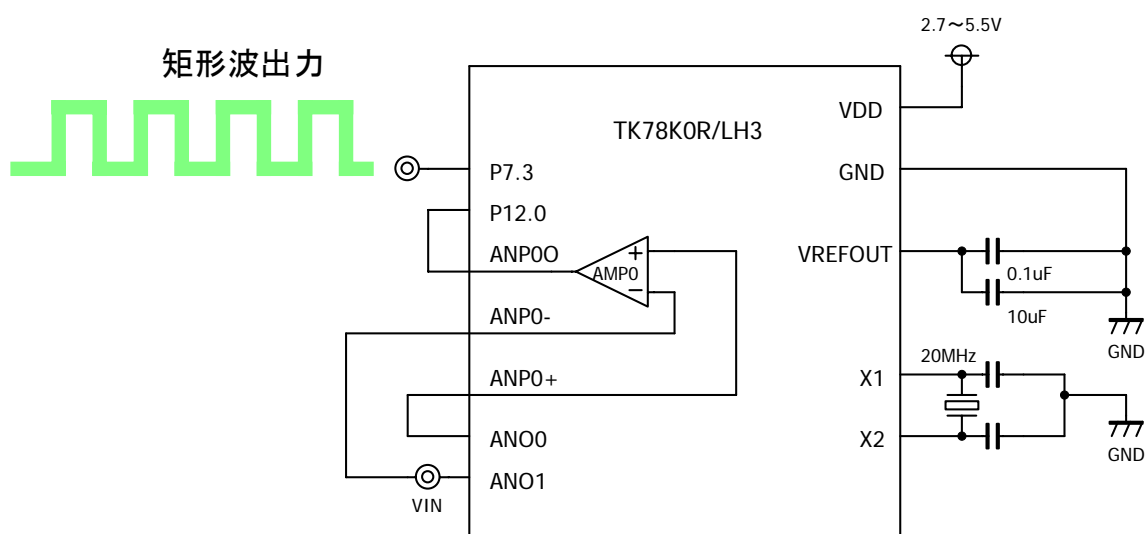 2.7～5.5V
矩形波出力
VDD
TK78K0R/LH3
P7.3
GND
P12.0
ANP0O
+
AMP0
−
VREFOUT
0.1uF
ANP0-
10uF
GND
ANP0+
20MHz
X1
ANO0
X2
GND
ANO1
VIN